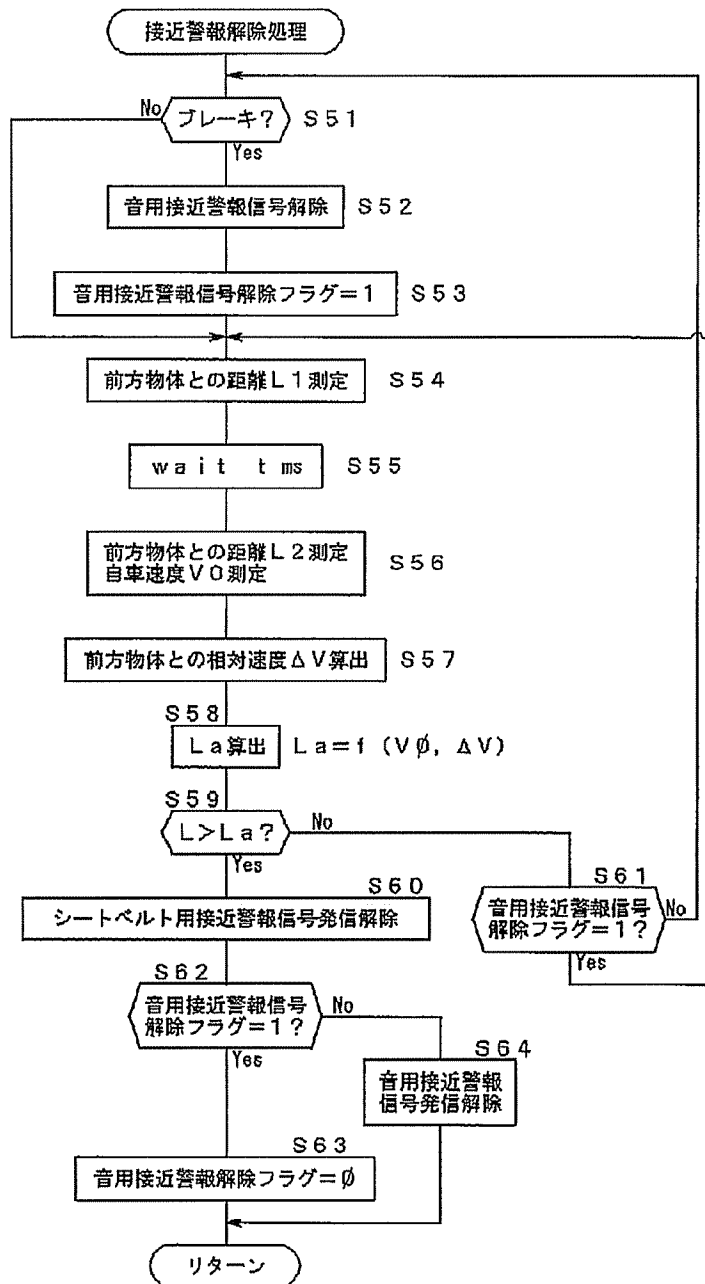 接近警報解除処理
No
ブレーキ?
S51
Yes
音用接近警報信号解除
S52
音用接近警報信号解除フラグ=1
S53
前方物体との距離L1測定
S54
wait t ms
S55
前方物体との距離L2測定
自車速度V0測定
S56
前方物体との相対速度ΔV算出
S57
S58
La算出
La=f(Vø, ΔV)
S59
L>La?
No
Yes
S60
シートベルト用接近警報信号発信解除
S61
音用接近警報信号
解除フラグ=1?
No
Yes
S62
音用接近警報信号
解除フラグ=1?
No
Yes
S64
音用接近警報
信号発信解除
S63
音用接近警報解除フラグ=ø
リターン